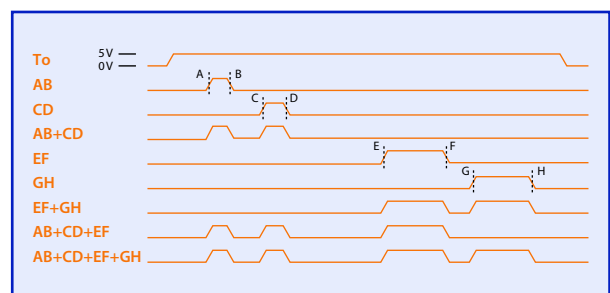 To 5V
0V
AB A B
CD C D
AB+CD
EF E F
GH G H
EF+GH
AB+CD+EF
AB+CD+EF+GH